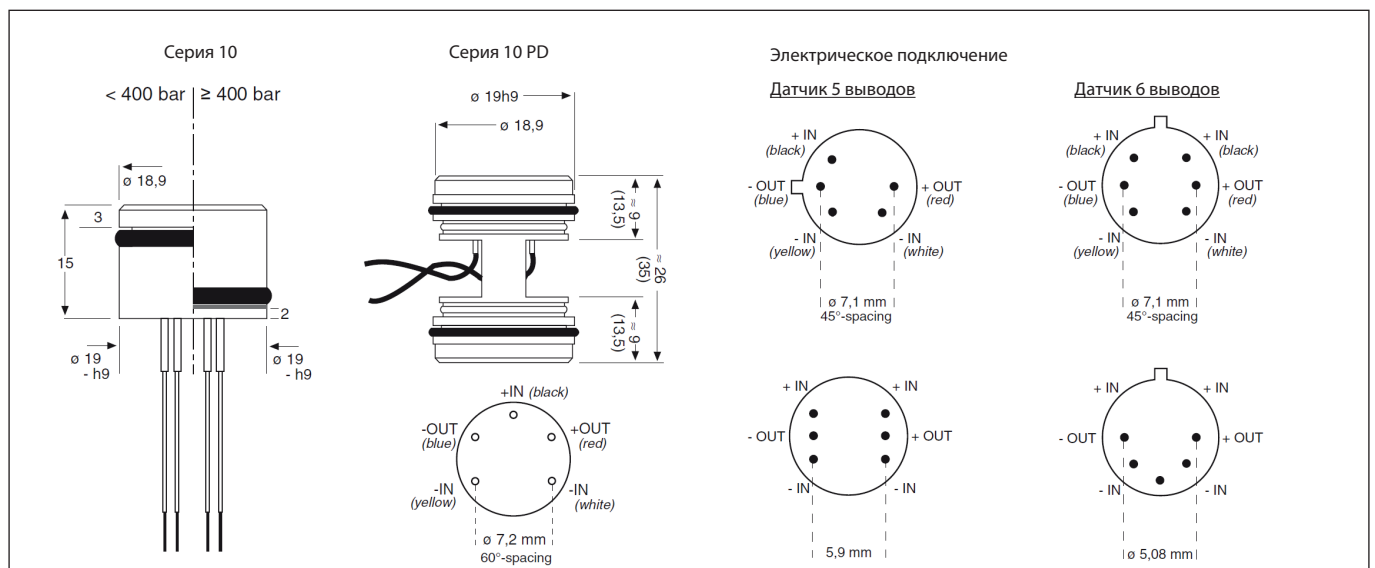 Серия 10
< 400 bar
≥ 400 bar
ø 18,9
3
15
2
ø 19
- h9
ø 19
- h9
Серия 10 PD
ø 19h9
ø 18,9
≈ 9
(13,5)
≈ 26
(35)
≈ 9
(13,5)
+IN (black)
-OUT
(blue)
+OUT
(red)
-IN
(yellow)
-IN
(white)
ø 7,2 mm
60°-spacing
Электрическое подключение
Датчик 5 выводов
+ IN
(black)
- OUT
(blue)
+ OUT
(red)
- IN
(yellow)
- IN
(white)
ø 7,1 mm
45°-spacing
+ IN
+ IN
- OUT
+ OUT
- IN
- IN
5,9 mm
Датчик 6 выводов
+ IN
(black)
+ IN
(black)
- OUT
(blue)
+ OUT
(red)
- IN
(yellow)
- IN
(white)
ø 7,1 mm
45°-spacing
+ IN
+ IN
- OUT
+ OUT
- IN
- IN
ø 5,08 mm